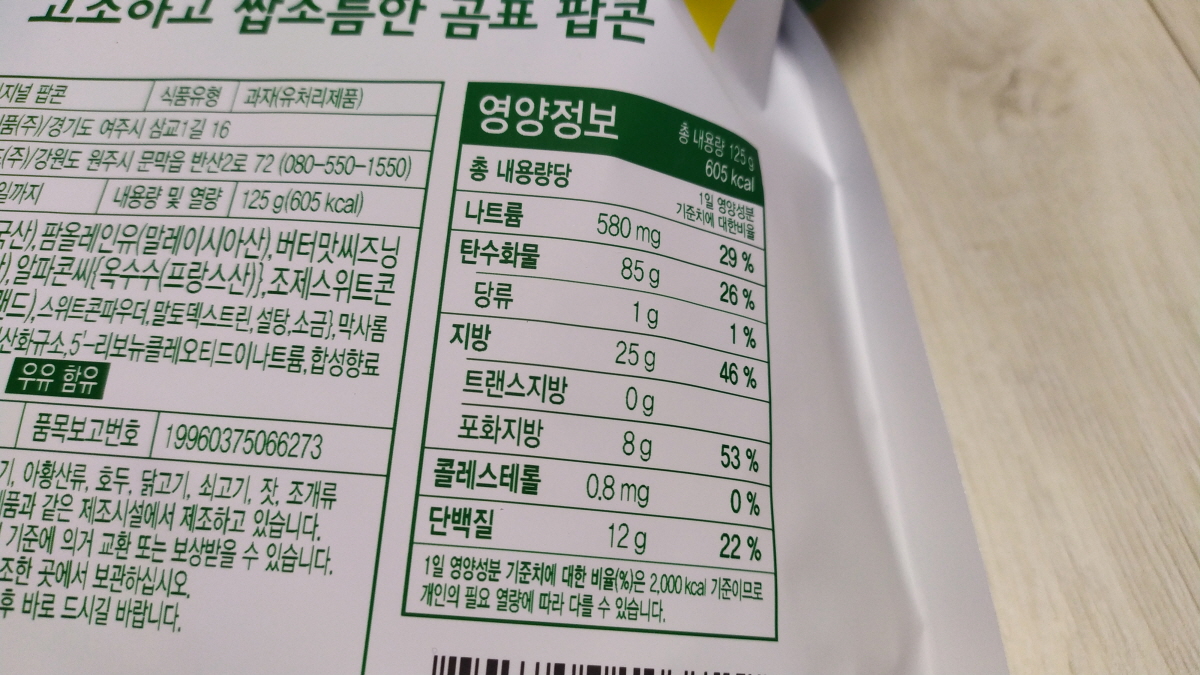 고소하고 짭조름한 곰표 팝콘
지널 팝콘 식품유형 과자(유처리제품)
품(주)/경기도 여주시 삼교1길 16
(주)/강원도 원주시 문막읍 반산2로 72 (080-550-1550)
일까지 내용량 및 열량 125 g(605 kcal)
국산), 팜올레인유(말레이시아산), 버터맛씨즈닝
, 알파콘씨{옥수수(프랑스산)}, 조제스위트콘
랜드), 스위트콘파우더, 말토덱스트린, 설탕, 소금}, 막사롬
산화규소, 5'-리보뉴클레오티드이나트륨, 합성향료
우유 함유
품목보고번호 19960375066273
기, 아황산류, 호두, 닭고기, 쇠고기, 잣, 조개류
제품과 같은 제조시설에서 제조하고 있습니다.
기준에 의거 교환 또는 보상받을 수 있습니다.
조한 곳에서 보관하십시오.
후 바로 드시길 바랍니다.
영양정보
총 내용량 125 g
605 kcal
총 내용량당
1일 영양성분
기준치에 대한비율
나트륨 580 mg 29 %
탄수화물 85 g 26 %
당류 1 g 1 %
지방 25 g 46 %
트랜스지방 0 g
포화지방 8 g 53 %
콜레스테롤 0.8 mg 0 %
단백질 12 g 22 %
1일 영양성분 기준치에 대한 비율(%)은 2,000 kcal 기준이므로
개인의 필요 열량에 따라 다를 수 있습니다.